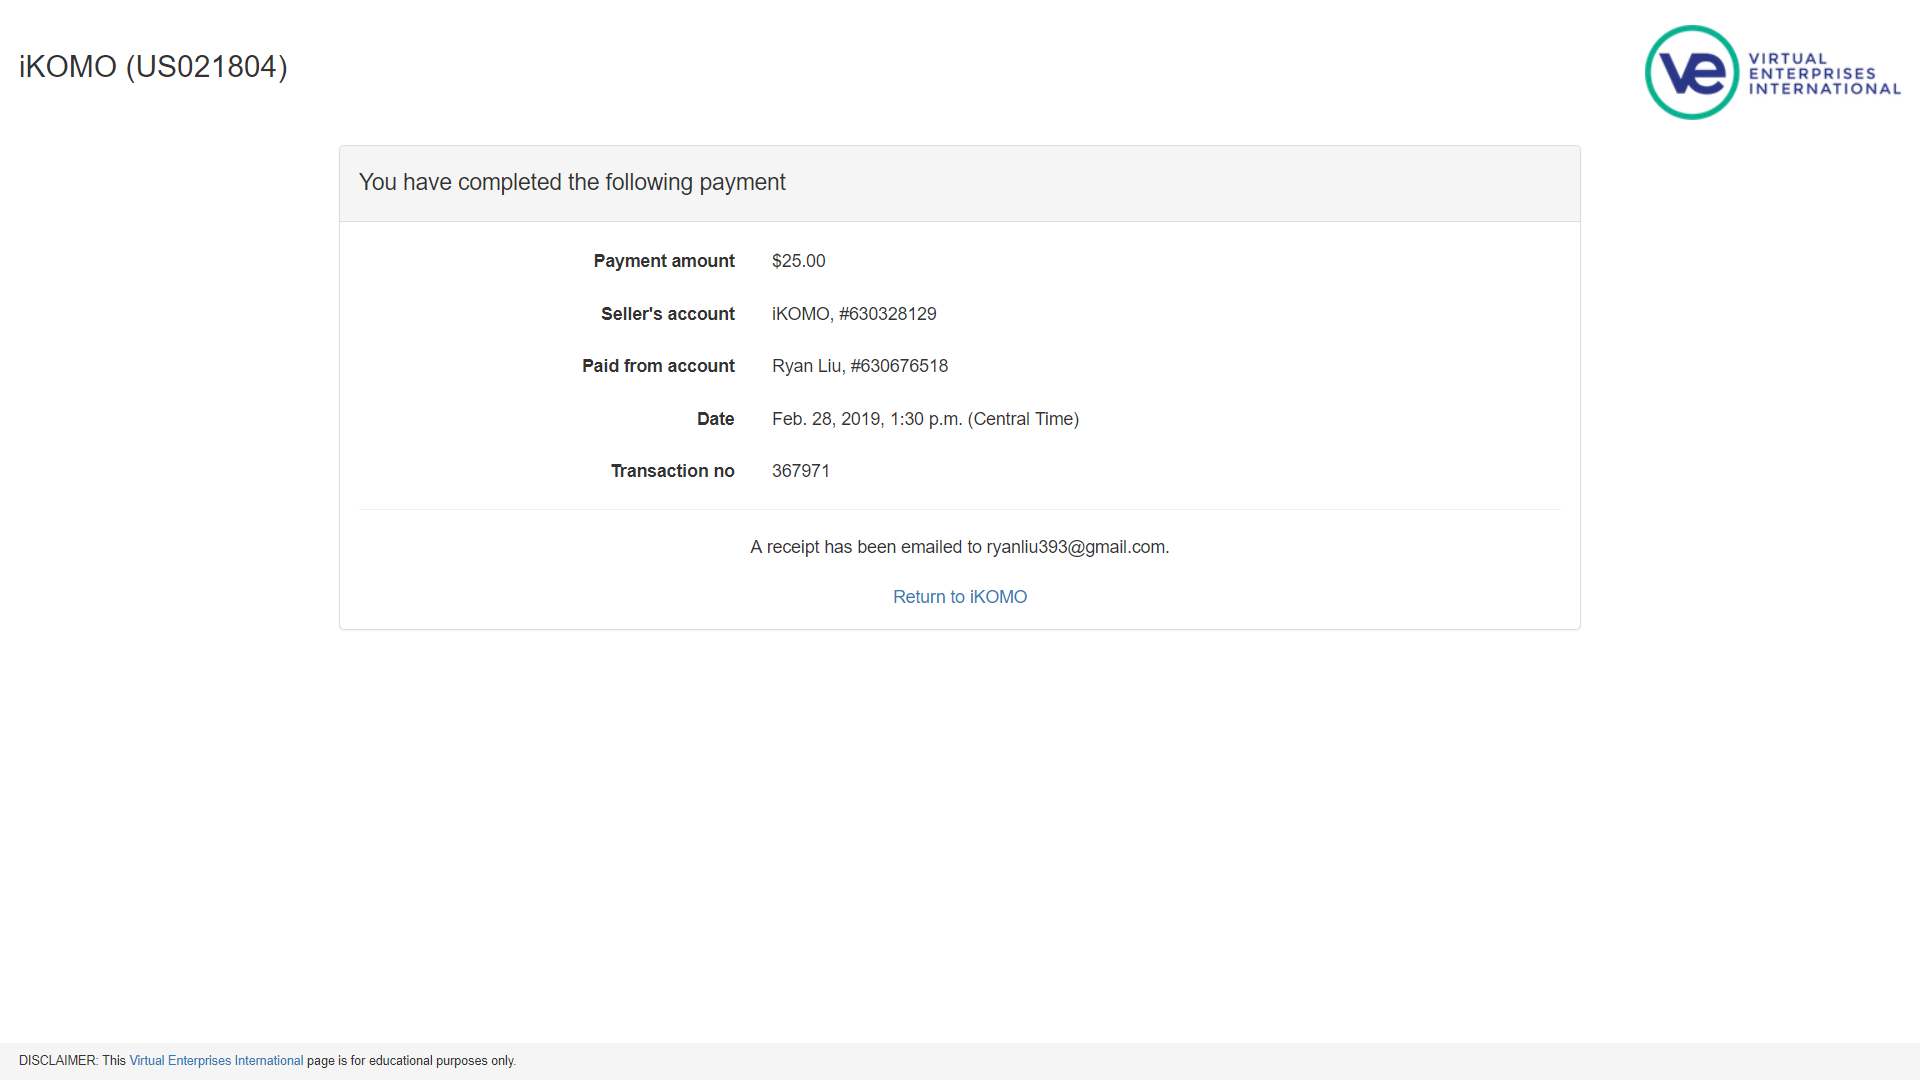 iKOMO (US021804)
ve VIRTUAL
ENTERPRISES
INTERNATIONAL
You have completed the following payment
Payment amount $25.00
Seller's account iKOMO, #630328129
Paid from account Ryan Liu, #630676518
Date Feb. 28, 2019, 1:30 p.m. (Central Time)
Transaction no 367971
A receipt has been emailed to ryanliu393@gmail.com.
Return to iKOMO
DISCLAIMER: This Virtual Enterprises International page is for educational purposes only.